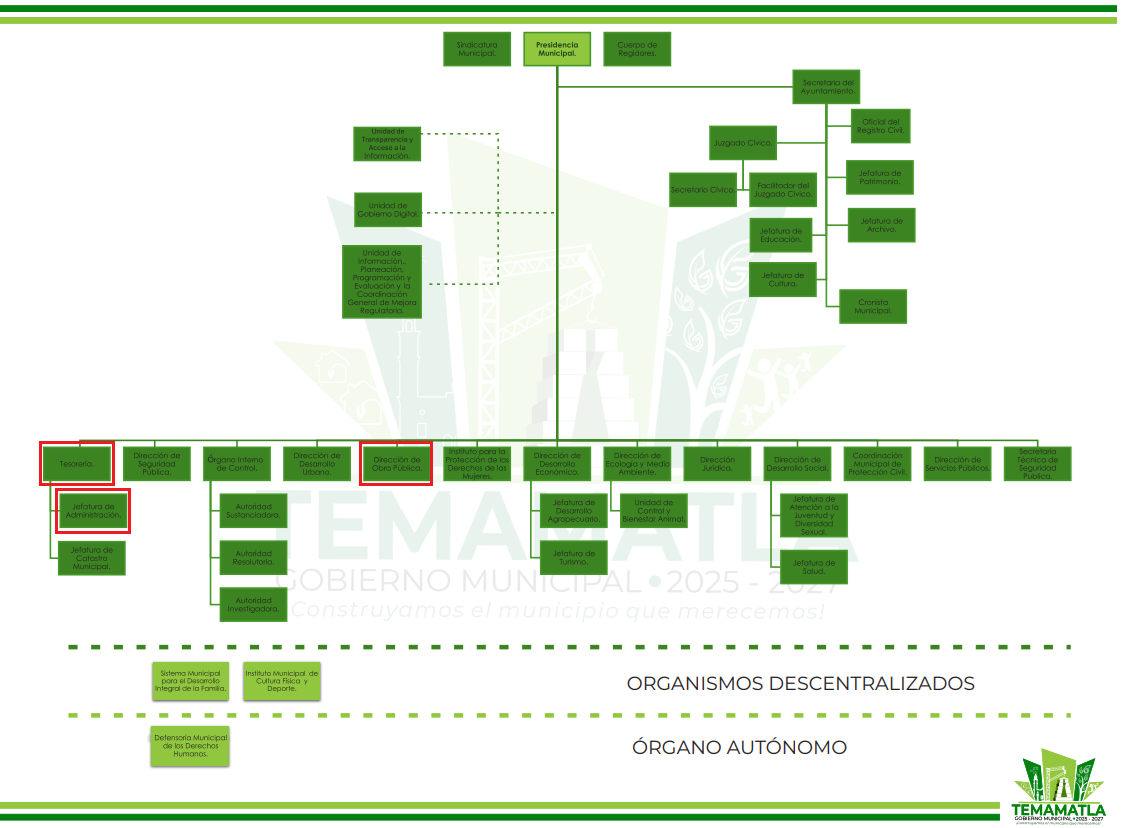 Sindicatura
Municipal.
Presidencia
Municipal.
Cuerpo de
Regidores.
Secretaría del
Ayuntamiento.
Oficial del
Registro Civil.
Unidad de
Transparencia y
Acceso a la
Información.
Juzgado Cívico.
Jefatura de
Patrimonio.
Secretario Cívico.
Facilitador del
Juzgado Cívico.
Unidad de
Gobierno Digital.
Jefatura de
Archivo.
Jefatura de
Educación.
Unidad de
Información,
Planeación,
Programación y
Evaluación y la
Coordinación
General de Mejora
Regulatoria.
Jefatura de
Cultura.
Cronista
Municipal.
Tesorería.
Dirección de
Seguridad
Pública.
Órgano Interno
de Control.
Dirección de
Desarrollo
Urbano.
Dirección de
Obra Pública.
Instituto para la
Protección de los
Derechos de las
Mujeres.
Dirección de
Desarrollo
Económico.
Dirección de
Ecología y Medio
Ambiente.
Dirección
Jurídica.
Dirección de
Desarrollo Social.
Coordinación
Municipal de
Protección Civil.
Dirección de
Servicios Públicos.
Secretaría
Técnica de
Seguridad
Pública.
Jefatura de
Administración.
Autoridad
Sustanciadora.
Jefatura de
Desarrollo
Agropecuario.
Unidad de
Control y
Bienestar Animal.
Jefatura de
Atención a la
Juventud y
Diversidad
Sexual.
Jefatura de
Catastro
Municipal.
Autoridad
Resolutoria.
Jefatura de
Turismo.
Jefatura de
Salud.
Autoridad
Investigadora.
TEMAMATLA
GOBIERNO MUNICIPAL • 2025 - 2027
¡Construyamos el municipio que merecemos!
Sistema Municipal
para el Desarrollo
Integral de la Familia.
Instituto Municipal de
Cultura Física y
Deporte.
ORGANISMOS DESCENTRALIZADOS
Defensoría Municipal
de los Derechos
Humanos.
ÓRGANO AUTÓNOMO
TEMAMATLA
GOBIERNO MUNICIPAL • 2025 - 2027
¡Construyamos el municipio que merecemos!